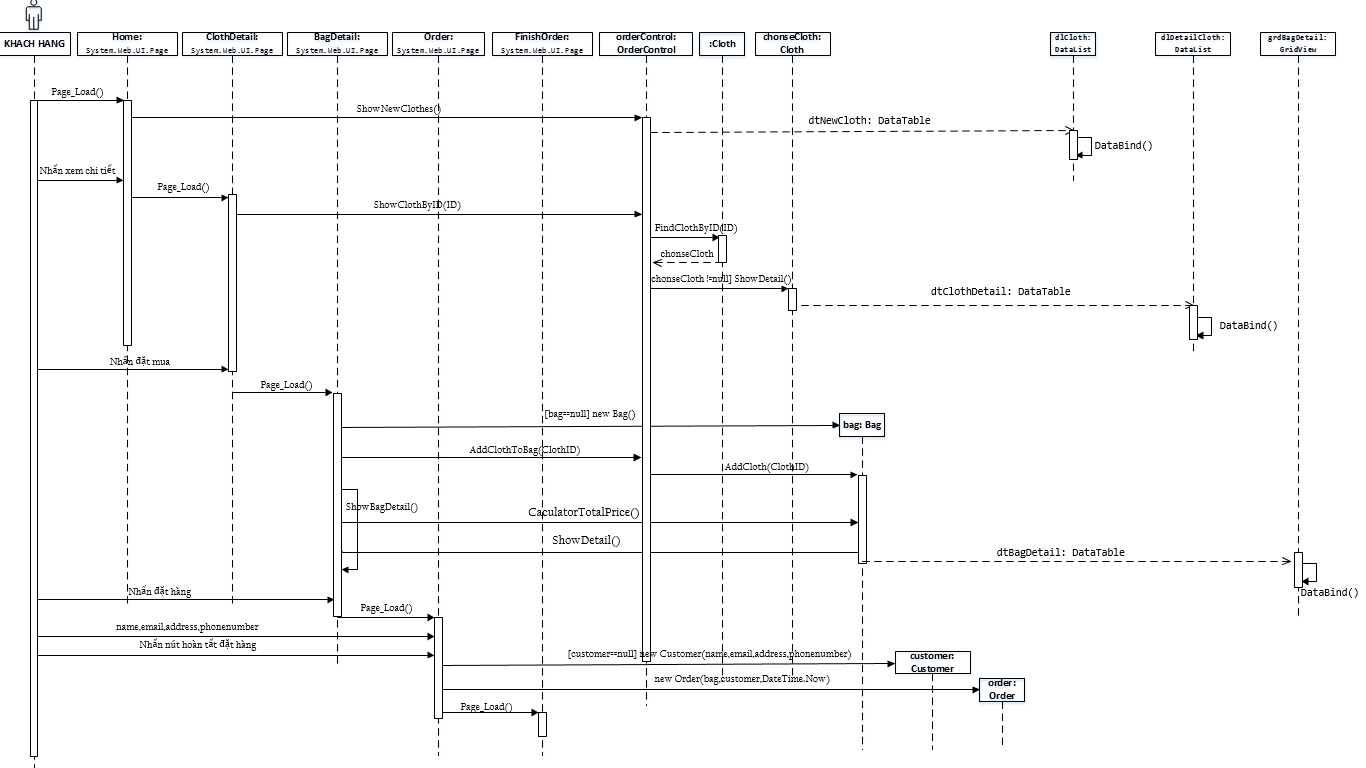 KHACH HANG
Home:
System.Web.UI.Page
ClothDetail:
System.Web.UI.Page
BagDetail:
System.Web.UI.Page
Order:
System.Web.UI.Page
FinishOrder:
System.Web.UI.Page
orderControl:
OrderControl
:Cloth
chonseCloth:
Cloth
dlCloth:
DataList
dlDetailCloth:
DataList
grdBagDetail:
GridView
Page_Load()
ShowNewClothes()
dtNewCloth: DataTable
DataBind()
Nhấn xem chi tiết
Page_Load()
ShowClothByID(ID)
FindClothByID(ID)
chonseCloth
chonseCloth !=null] ShowDetail()
dtClothDetail: DataTable
DataBind()
Nhấn đặt mua
Page_Load()
[bag==null] new Bag()
bag: Bag
AddClothToBag(ClothID)
AddCloth(ClothID)
ShowBagDetail()
CaculatorTotalPrice()
ShowDetail()
dtBagDetail: DataTable
DataBind()
Nhấn đặt hàng
Page_Load()
name,email,address,phonenumber
Nhấn nút hoàn tất đặt hàng
[customer==null] new Customer(name,email,address,phonenumber)
customer:
Customer
new Order(bag,customer,DateTime.Now)
order:
Order
Page_Load()